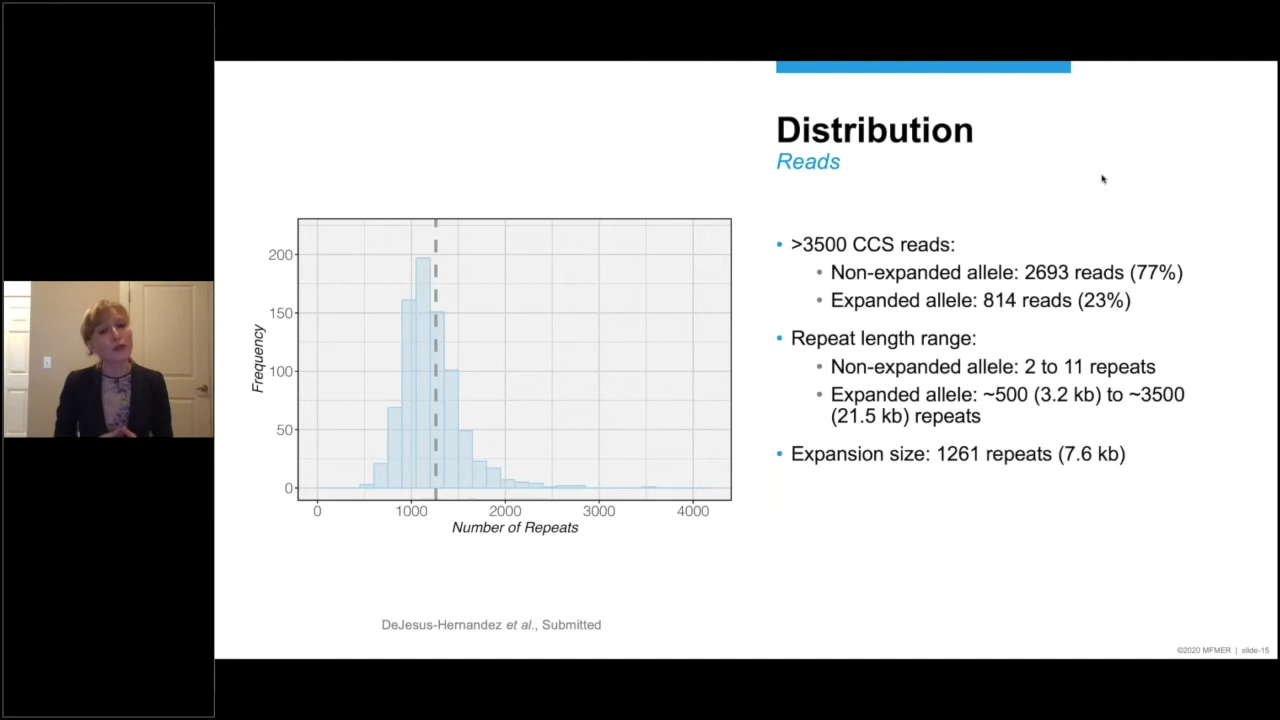 Distribution
Reads
• >3500 CCS reads:
• Non-expanded allele: 2693 reads (77%)
• Expanded allele: 814 reads (23%)
• Repeat length range:
• Non-expanded allele: 2 to 11 repeats
• Expanded allele: ~500 (3.2 kb) to ~3500
(21.5 kb) repeats
• Expansion size: 1261 repeats (7.6 kb)
Frequency
200
150
100
50
0
0 1000 2000 3000 4000
Number of Repeats
DeJesus-Hernandez et al., Submitted
©2020 MFMER | slide-15